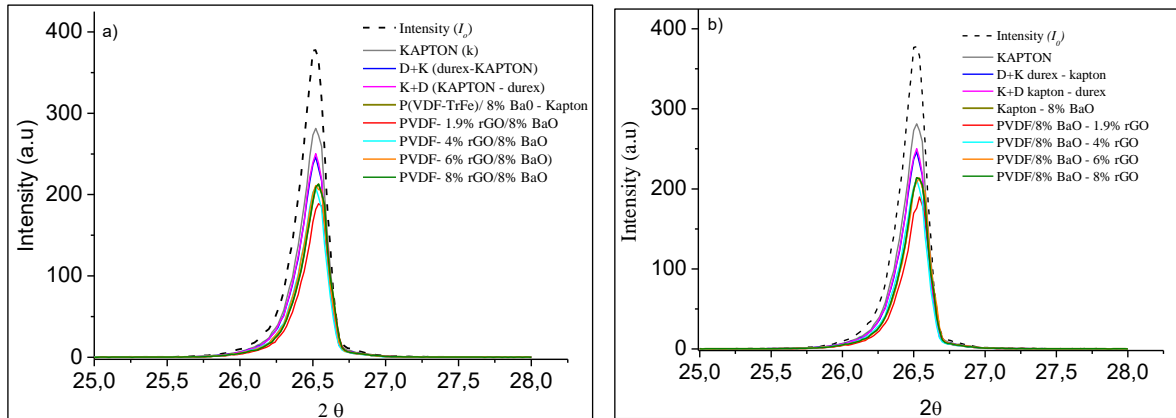 a)
400
300
200
100
0
Intensity (a.u)
Intensity (I₀)
KAPTON (k)
D+K (durex-KAPTON)
K+D (KAPTON - durex)
P(VDF-TrFe)/ 8% Ba0 - Kapton
PVDF- 1.9% rGO/8% BaO
PVDF- 4% rGO/8% BaO
PVDF- 6% rGO/8% BaO)
PVDF- 8% rGO/8% BaO
25,0 25,5 26,0 26,5 27,0 27,5 28,0
2 θ
b)
400
300
200
100
0
Intensity (a.u)
Intensity (I₀)
KAPTON
D+K durex - kapton
K+D kapton - durex
Kapton - 8% BaO
PVDF/8% BaO - 1.9% rGO
PVDF/8% BaO - 4% rGO
PVDF/8% BaO - 6% rGO
PVDF/8% BaO - 8% rGO
25,0 25,5 26,0 26,5 27,0 27,5 28,0
2θ